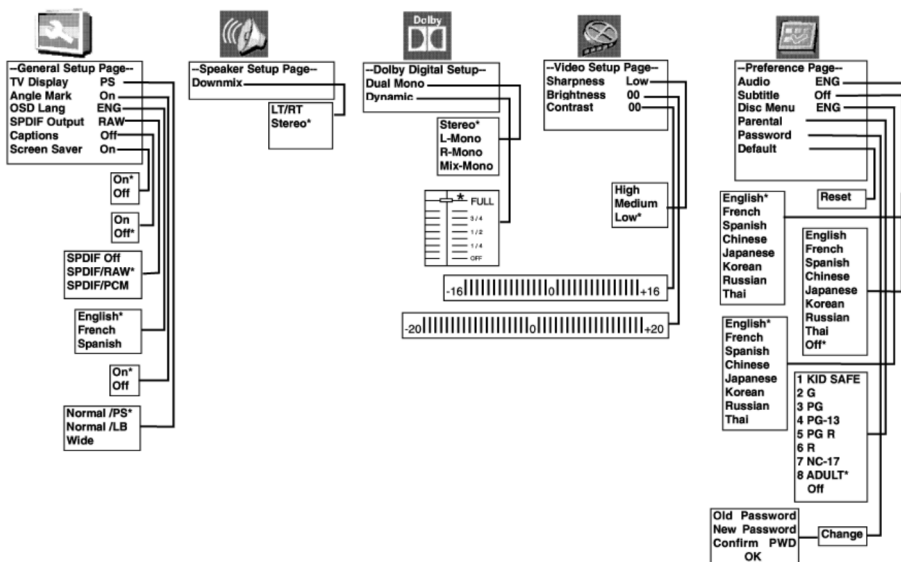 Dolby
--General Setup Page--
TV Display PS
Angle Mark On
OSD Lang ENG
SPDIF Output RAW
Captions Off
Screen Saver On
On*
Off
On
Off*
SPDIF Off
SPDIF/RAW*
SPDIF/PCM
English*
French
Spanish
On*
Off
Normal /PS*
Normal /LB
Wide
--Speaker Setup Page--
Downmix
LT/RT
Stereo*
--Dolby Digital Setup--
Dual Mono
Dynamic
Stereo*
L-Mono
R-Mono
Mix-Mono
* FULL
3/4
1/2
1/4
OFF
--Video Setup Page--
Sharpness Low
Brightness 00
Contrast 00
High
Medium
Low*
-16 0 +16
-20 0 +20
--Preference Page--
Audio ENG
Subtitle Off
Disc Menu ENG
Parental
Password
Default
Reset
English*
French
Spanish
Chinese
Japanese
Korean
Russian
Thai
English
French
Spanish
Chinese
Japanese
Korean
Russian
Thai
Off*
English*
French
Spanish
Chinese
Japanese
Korean
Russian
Thai
1 KID SAFE
2 G
3 PG
4 PG-13
5 PG R
6 R
7 NC-17
8 ADULT*
Off
Old Password
New Password
Confirm PWD
OK
Change